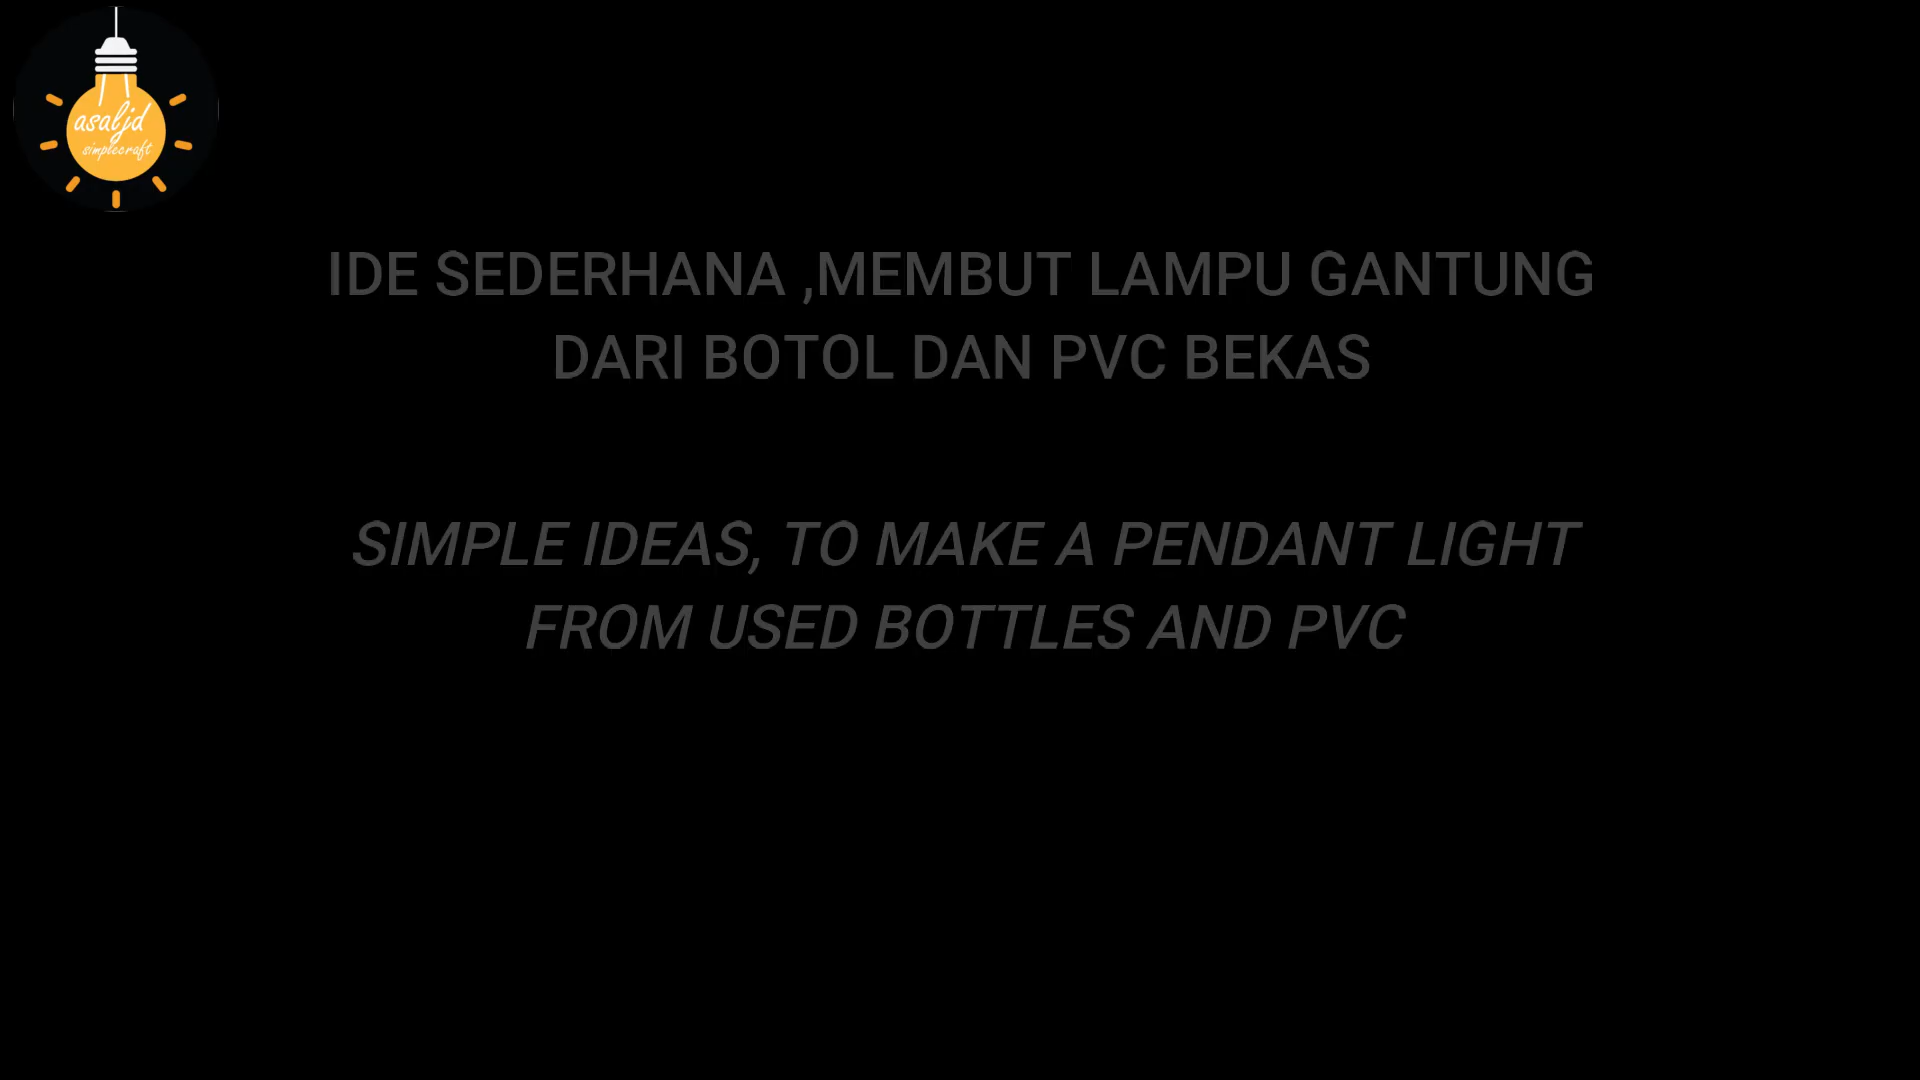 asaljd
simplecraft
IDE SEDERHANA ,MEMBUT LAMPU GANTUNG
DARI BOTOL DAN PVC BEKAS
SIMPLE IDEAS, TO MAKE A PENDANT LIGHT
FROM USED BOTTLES AND PVC